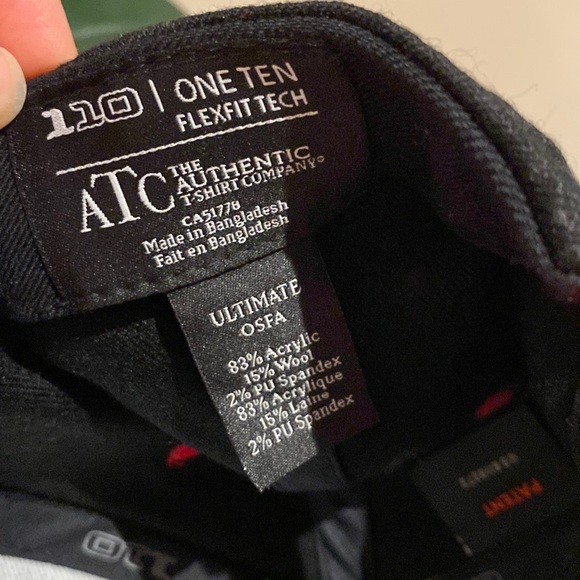 110 | ONE TEN
FLEXFIT TECH
ATC THE
AUTHENTIC
T-SHIRT COMPANY®
CA51778
Made in Bangladesh
Fait en Bangladesh
ULTIMATE
OSFA
83% Acrylic
15% Wool
2% PU Spandex
83% Acrylique
15% Laine
2% PU Spandex
PATENT
110